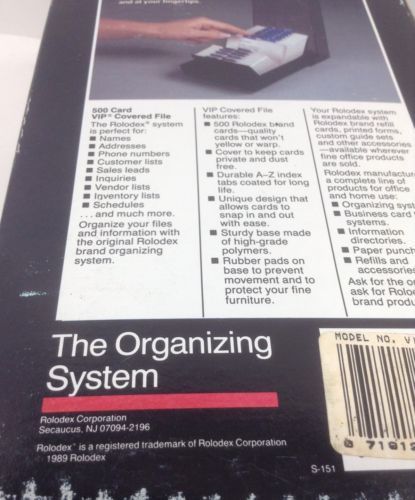 and at your fingertips.
500 Card
VIP® Covered File
The Rolodex® system
is perfect for:
■ Names
■ Addresses
■ Phone numbers
■ Customer lists
■ Sales leads
■ Inquiries
■ Vendor lists
■ Inventory lists
■ Schedules
. . . and much more.
Organize your files
and information with
the original Rolodex
brand organizing
system.
VIP Covered File
features:
■ 500 Rolodex brand
cards—quality
cards that won't
yellow or warp.
■ Cover to keep cards
private and dust
free.
■ Durable A–Z index
tabs coated for long
life.
■ Unique design that
allows cards to
snap in and out
with ease.
■ Sturdy base made
of high-grade
polymers.
■ Rubber pads on
base to prevent
movement and to
protect your fine
furniture.
Your Rolodex system
is expandable with
Rolodex brand refill
cards, printed forms,
custom guide sets
and other accessories
—available wherever
fine office products
are sold.
Rolodex manufactur
a complete line of
products for office
and home use:
■ Organizing syst
■ Business card
systems.
■ Information
directories.
■ Paper punch
■ Refills and
accessorie
Ask for the or
ask for Rolo
brand produ
The Organizing
System
Rolodex Corporation
Secaucus, NJ 07094-2196
Rolodex® is a registered trademark of Rolodex Corporation
1989 Rolodex
S-151
MODEL NO. VI
0 71912